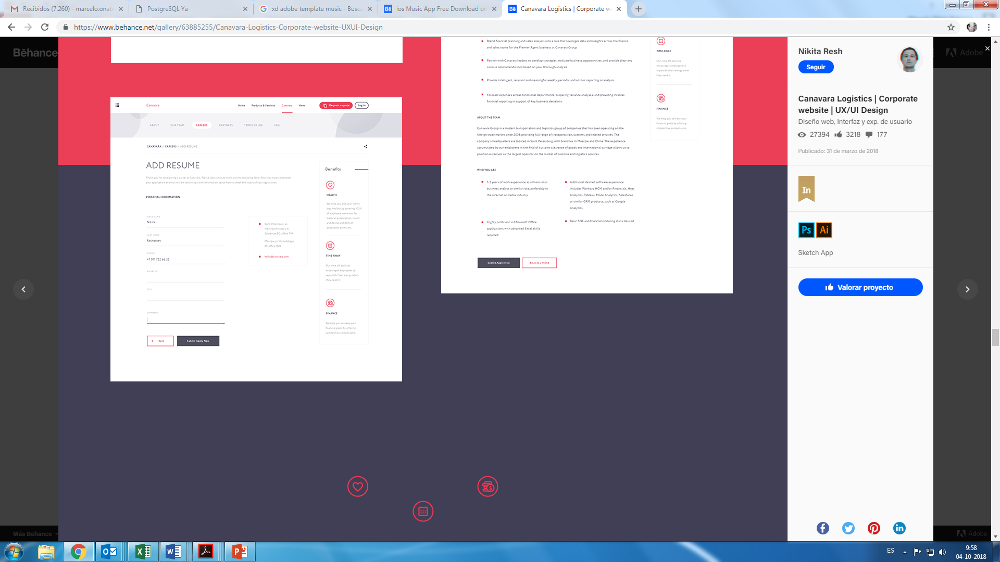 Recibidos (7.260) - marcelo.onate
PostgreSQL Ya
xd adobe template music - Busca
ios Music App Free Download on
Canavara Logistics | Corporate w
https://www.behance.net/gallery/63885255/Canavara-Logistics-Corporate-website-UXUI-Design
Bēhance
Adobe
Canavara
Home
Products & Services
Canavara
News
Request a quote
Log in
ABOUT
OUR TEAM
CAREERS
PARTNERS
TERMS OF USE
FAQ
CANAVARA / CAREERS / ADD RESUME
ADD RESUME
Thank you for considering a career at Canavara. Please take a minute to fill out the following form. After you have completed
your application an email will be sent to you with information about how to check the status of your application.
PERSONAL INFORMATION
FIRST NAME
Nikita
LAST NAME
Resheteev
PHONE
+7 911 722 66 22
ADDRESS
CITY
COMMENT
Back
Submit Apply Now
Saint Petersburg, ul.
Sobranie BC, office 709
Moscow, pr. Vernadskogo,
29, office 1604
hello@canavara.com
Benefits
HEALTH
We help you and your family
stay healthy by covering 100%
of employee premiums for
medical, prescription, vision
and dental and 80% of
dependent premiums.
TIME AWAY
Our time off policies
encourages employees to
replenish their energy when
they need it.
FINANCE
We help you achieve your
financial goals by offering
competitive compensatio.
Blend financial planning and sales analysis into a role that leverages data and insights across the finance
and sales teams for the Premier Agent business at Canavara Group
Partner with Canavara leaders to develop strategies, evaluate business opportunities, and provide clear and
concise recommendations based on your thorough analysis
Provide intelligent, relevant and meaningful weekly, periodic and ad-hoc reporting or analysis
Forecast expenses across functional departments, preparing variance analyses, and providing internal
financial reporting in support of key business decisions
ABOUT THE TEAM
Canavara Group is a modern transportation and logistics group of companies that has been operating on the
foreign trade market since 2008 providing full range of transportation, customs and related services. The
company's headquarters are located in Saint Petersburg, with branches in Moscow and China. The experience
accumulated by our employees in the field of customs clearance of goods and international carriage allows us to
position ourselves as the largest operator on the market of customs and logistics services.
WHO YOU ARE
1-2 years of work experience as a financial or
business analyst or similar role, preferably in
the internet or media industry
Highly proficient in Microsoft Office
applications with advanced Excel skills
required
Additional desired software experience
includes Workday HCM and/or Financials, Host
Analytics, Tableau, Mode Analytics, Salesforce
or similar CRM products, such as Google
Analytics
Basic SQL and financial modeling skills desired
Submit Apply Now
Email to a friend
TIME AWAY
Our time off policies
encourages employees to
replenish their energy when
they need it.
FINANCE
We help you achieve your
financial goals by offering
competitive compensatio.
Nikita Resh
Seguir
Canavara Logistics | Corporate
website | UX/UI Design
Diseño web, Interfaz y exp. de usuario
27394 3218 177
Publicado: 31 de marzo de 2018
In
Ps Ai
Sketch App
Valorar proyecto
Más Behance
Adobe
ES
9:58
04-10-2018